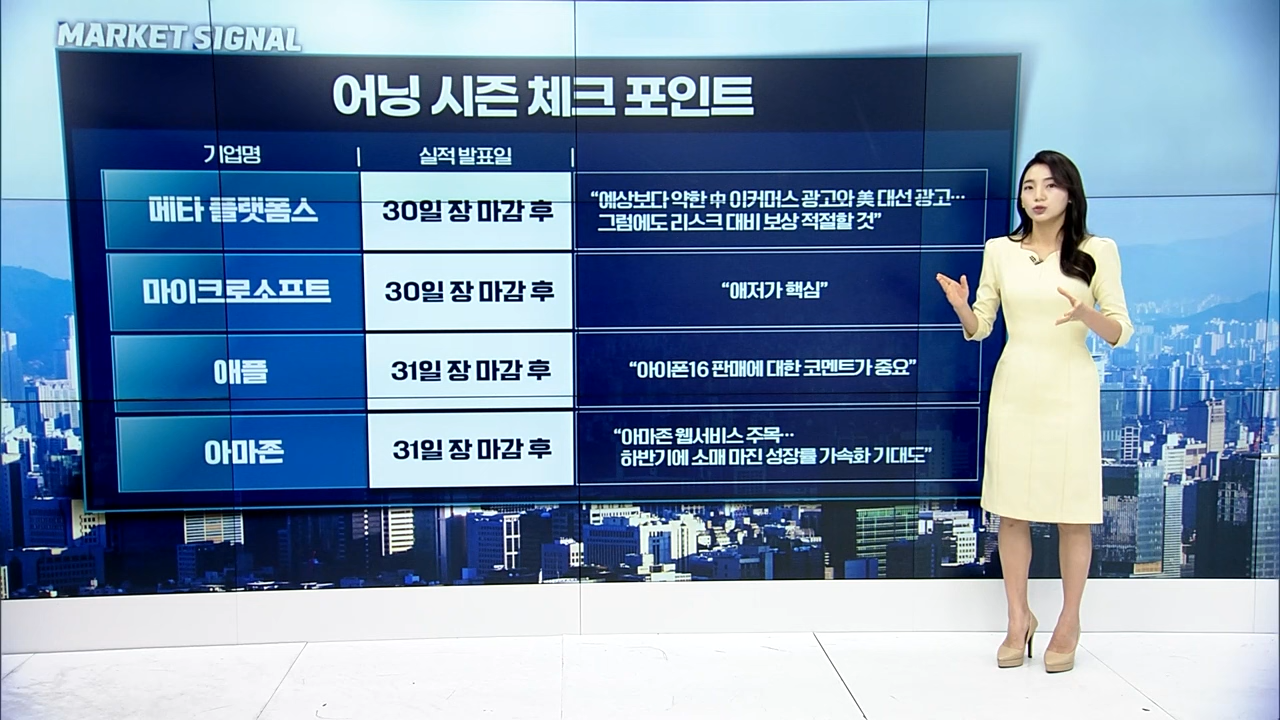 MARKET SIGNAL
어닝 시즌 체크 포인트
기업명 | 실적 발표일 |
메타 플랫폼스
30일 장 마감 후
“예상보다 약한 中 이커머스 광고와 美 대선 광고…
그럼에도 리스크 대비 보상 적절할 것”
마이크로소프트
30일 장 마감 후
“애저가 핵심”
애플
31일 장 마감 후
“아이폰16 판매에 대한 코멘트가 중요”
아마존
31일 장 마감 후
“아마존 웹서비스 주목…
하반기에 소매 마진 성장률 가속화 기대도”